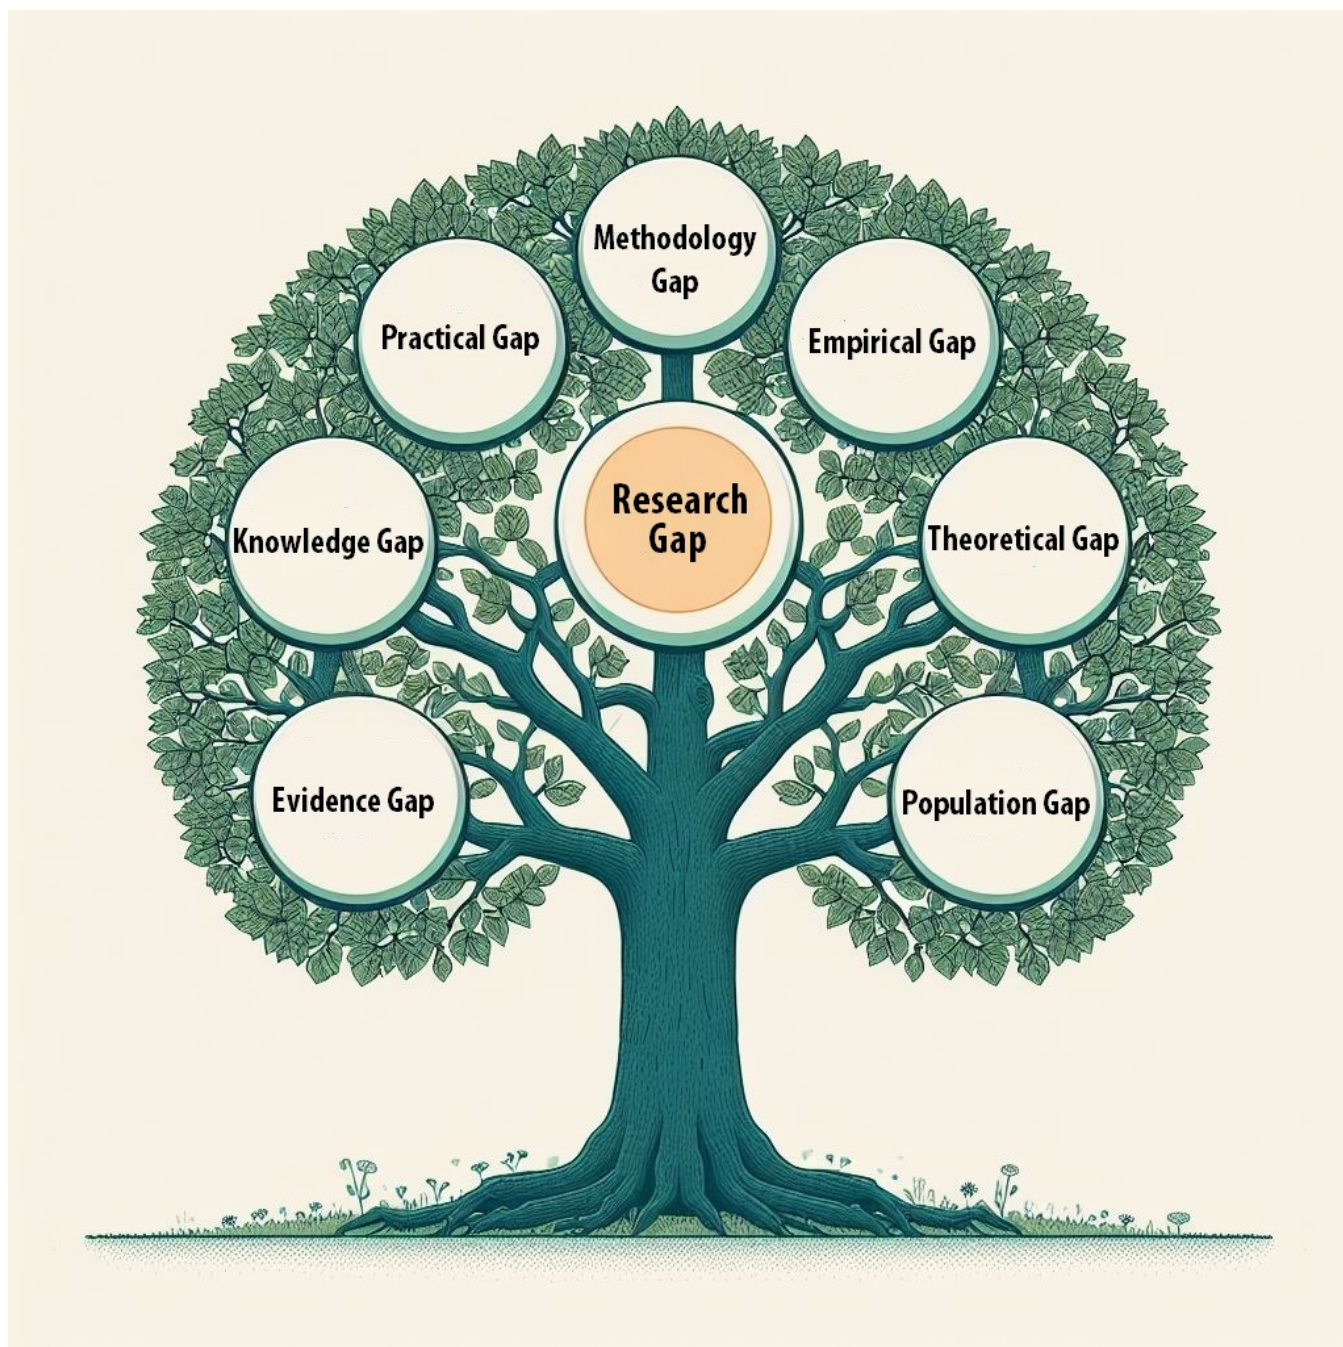 Methodology
Gap
Practical Gap
Empirical Gap
Research
Gap
Knowledge Gap
Theoretical Gap
Evidence Gap
Population Gap